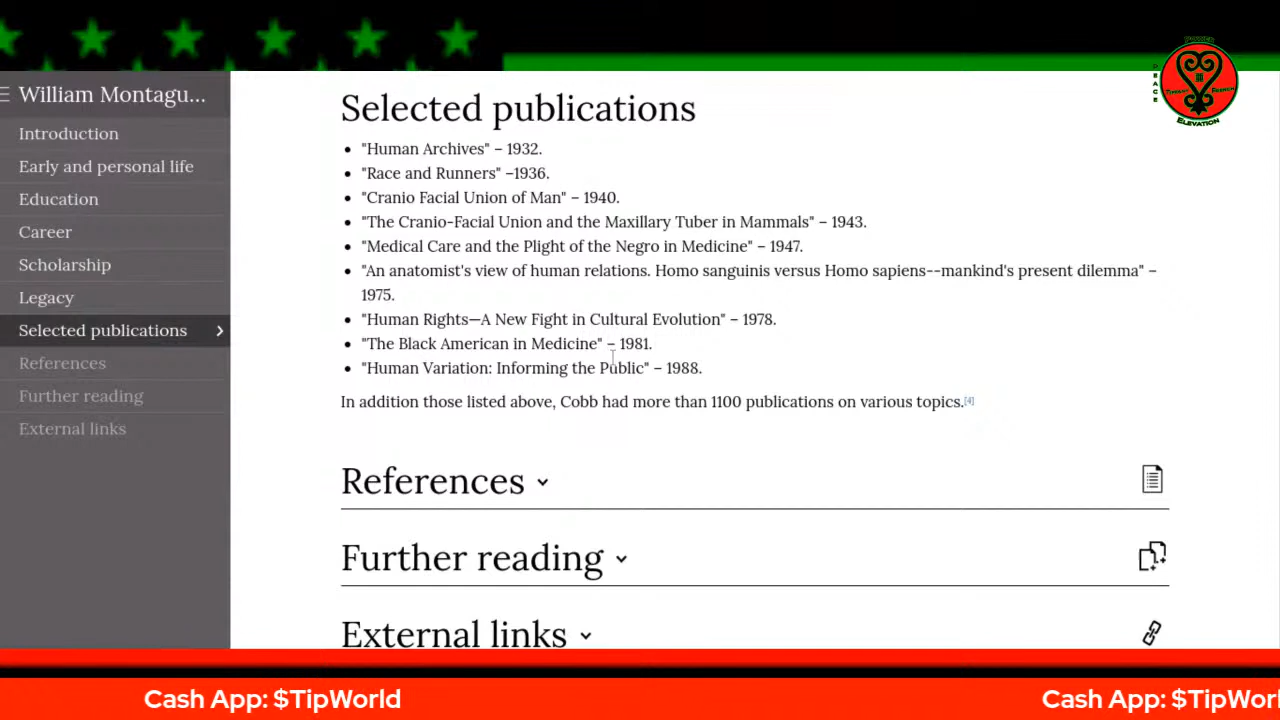 William Montagu...
Introduction
Early and personal life
Education
Career
Scholarship
Legacy
Selected publications
References
Further reading
External links
Selected publications
"Human Archives" – 1932.
"Race and Runners" –1936.
"Cranio Facial Union of Man" – 1940.
"The Cranio-Facial Union and the Maxillary Tuber in Mammals" – 1943.
"Medical Care and the Plight of the Negro in Medicine" – 1947.
"An anatomist's view of human relations. Homo sanguinis versus Homo sapiens--mankind's present dilemma" –
1975.
"Human Rights—A New Fight in Cultural Evolution" – 1978.
"The Black American in Medicine" – 1981.
"Human Variation: Informing the Public" – 1988.
In addition those listed above, Cobb had more than 1100 publications on various topics.[4]
References
Further reading
External links
POWER
PEACE
TIFFANY FRENCH
ELEVATION
Cash App: $TipWorld
Cash App: $TipWorl